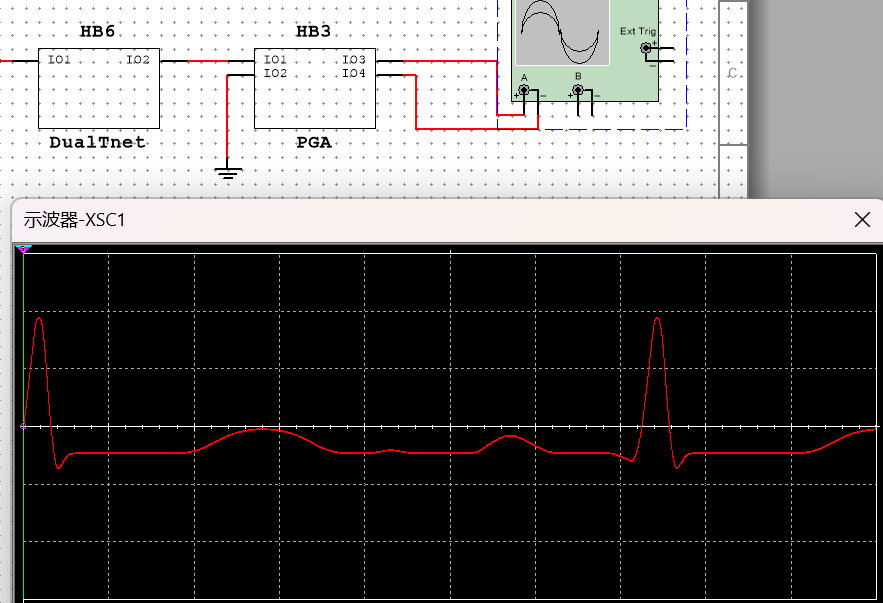 HB6
HB3
Ext Trig
+
−
IO1 IO2
IO1 IO3
IO2 IO4
A
B
+ −
+ −
C
DualTnet
PGA
示波器-XSC1